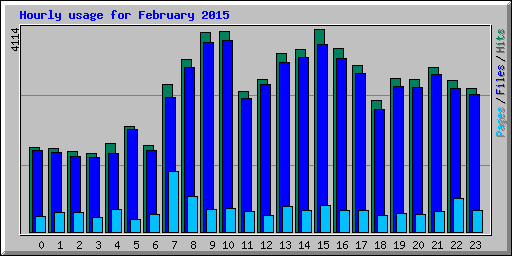 Hourly usage for February 2015
4114
Pages/Files/Hits
0 1 2 3 4 5 6 7 8 9 10 11 12 13 14 15 16 17 18 19 20 21 22 23